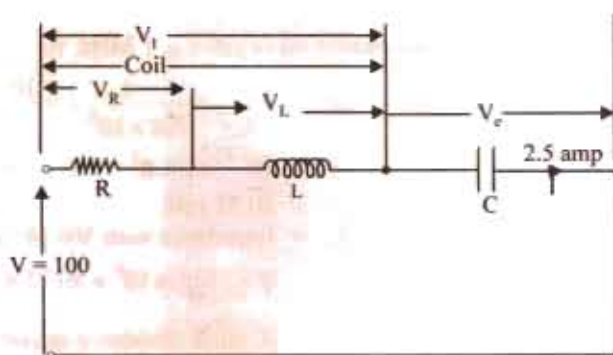 V₁
Coil
V_R
V_L
V_c
2.5 amp
R
L
C
V = 100